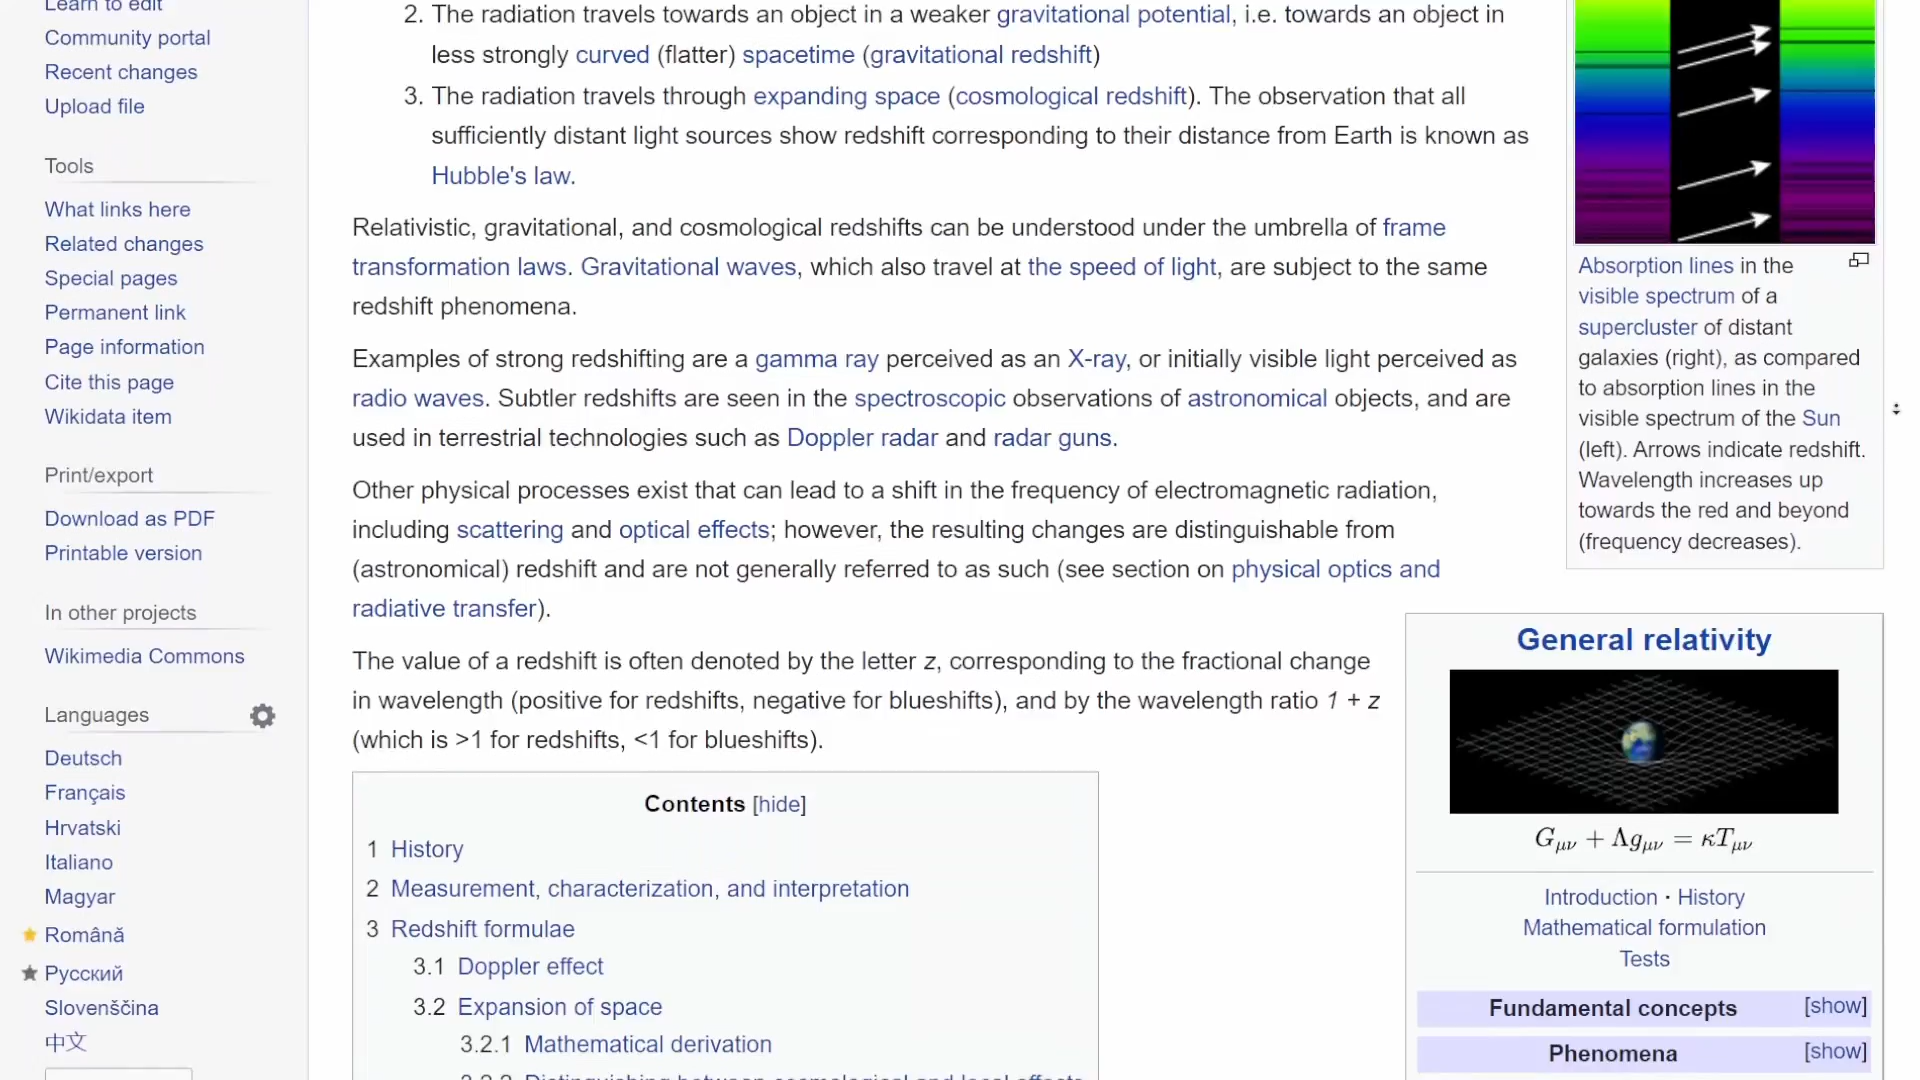 Learn to edit
Community portal
Recent changes
Upload file
Tools
What links here
Related changes
Special pages
Permanent link
Page information
Cite this page
Wikidata item
Print/export
Download as PDF
Printable version
In other projects
Wikimedia Commons
Languages
Deutsch
Français
Hrvatski
Italiano
Magyar
Română
Русский
Slovenščina
中文
2. The radiation travels towards an object in a weaker gravitational potential, i.e. towards an object in
less strongly curved (flatter) spacetime (gravitational redshift)
3. The radiation travels through expanding space (cosmological redshift). The observation that all
sufficiently distant light sources show redshift corresponding to their distance from Earth is known as
Hubble's law.
Relativistic, gravitational, and cosmological redshifts can be understood under the umbrella of frame
transformation laws. Gravitational waves, which also travel at the speed of light, are subject to the same
redshift phenomena.
Examples of strong redshifting are a gamma ray perceived as an X-ray, or initially visible light perceived as
radio waves. Subtler redshifts are seen in the spectroscopic observations of astronomical objects, and are
used in terrestrial technologies such as Doppler radar and radar guns.
Other physical processes exist that can lead to a shift in the frequency of electromagnetic radiation,
including scattering and optical effects; however, the resulting changes are distinguishable from
(astronomical) redshift and are not generally referred to as such (see section on physical optics and
radiative transfer).
The value of a redshift is often denoted by the letter z, corresponding to the fractional change
in wavelength (positive for redshifts, negative for blueshifts), and by the wavelength ratio 1 + z
(which is >1 for redshifts, <1 for blueshifts).
Contents [hide]
1 History
2 Measurement, characterization, and interpretation
3 Redshift formulae
3.1 Doppler effect
3.2 Expansion of space
3.2.1 Mathematical derivation
3.2.2 Distinguishing between cosmological and local effects
Absorption lines in the
visible spectrum of a
supercluster of distant
galaxies (right), as compared
to absorption lines in the
visible spectrum of the Sun
(left). Arrows indicate redshift.
Wavelength increases up
towards the red and beyond
(frequency decreases).
General relativity
Gμν + Λgμν = κTμν
Introduction · History
Mathematical formulation
Tests
Fundamental concepts [show]
Phenomena [show]